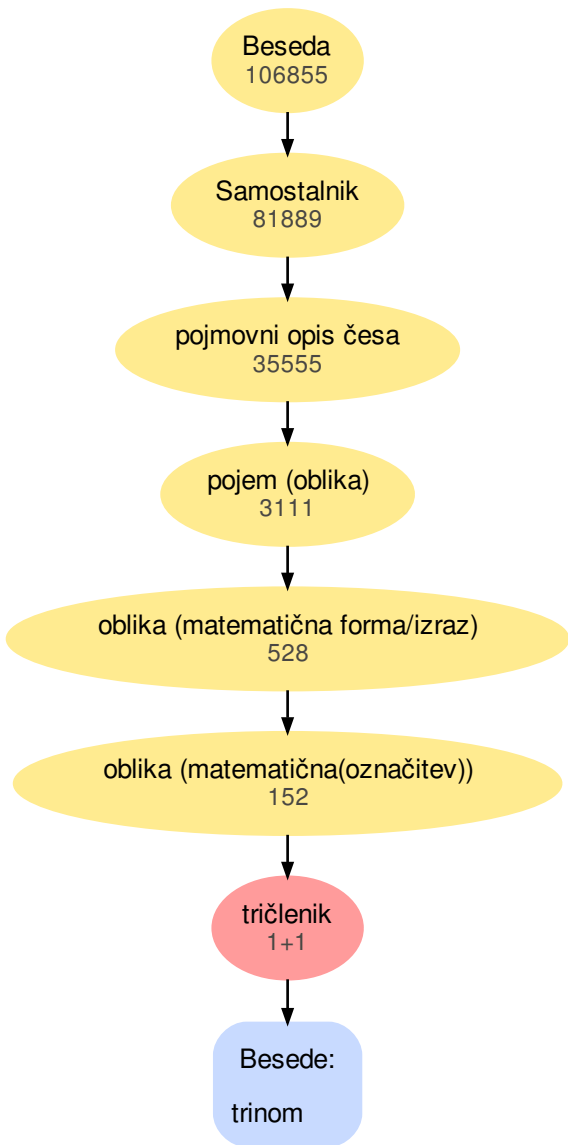 Beseda
106855
Samostalnik
81889
pojmovni opis česa
35555
pojem (oblika)
3111
oblika (matematična forma/izraz)
528
oblika (matematična(označitev))
152
tričlenik
1+1
Besede:
trinom